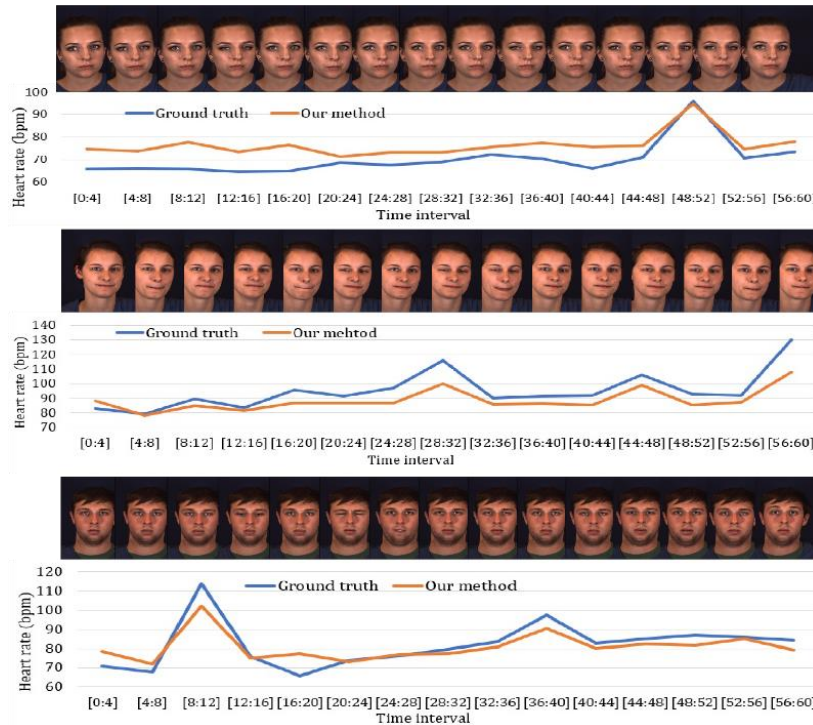 100
Ground truth Our method
90
80
70
60
Heart rate (bpm)
[0:4] [4:8] [8:12] [12:16] [16:20] [20:24] [24:28] [28:32] [32:36] [36:40] [40:44] [44:48] [48:52] [52:56] [56:60]
Time interval
140
Ground truth Our mehtod
130
120
110
100
90
80
70
Heart rate (bpm)
[0:4] [4:8] [8:12] [12:16] [16:20] [20:24] [24:28] [28:32] [32:36] [36:40] [40:44] [44:48] [48:52] [52:56] [56:60]
Time interval
120
Ground truth Our method
110
100
90
80
70
60
Heart rate (bpm)
[0:4] [4:8] [8:12] [12:16] [16:20] [20:24] [24:28] [28:32] [32:36] [36:40] [40:44] [44:48] [48:52] [52:56] [56:60]
Time interval